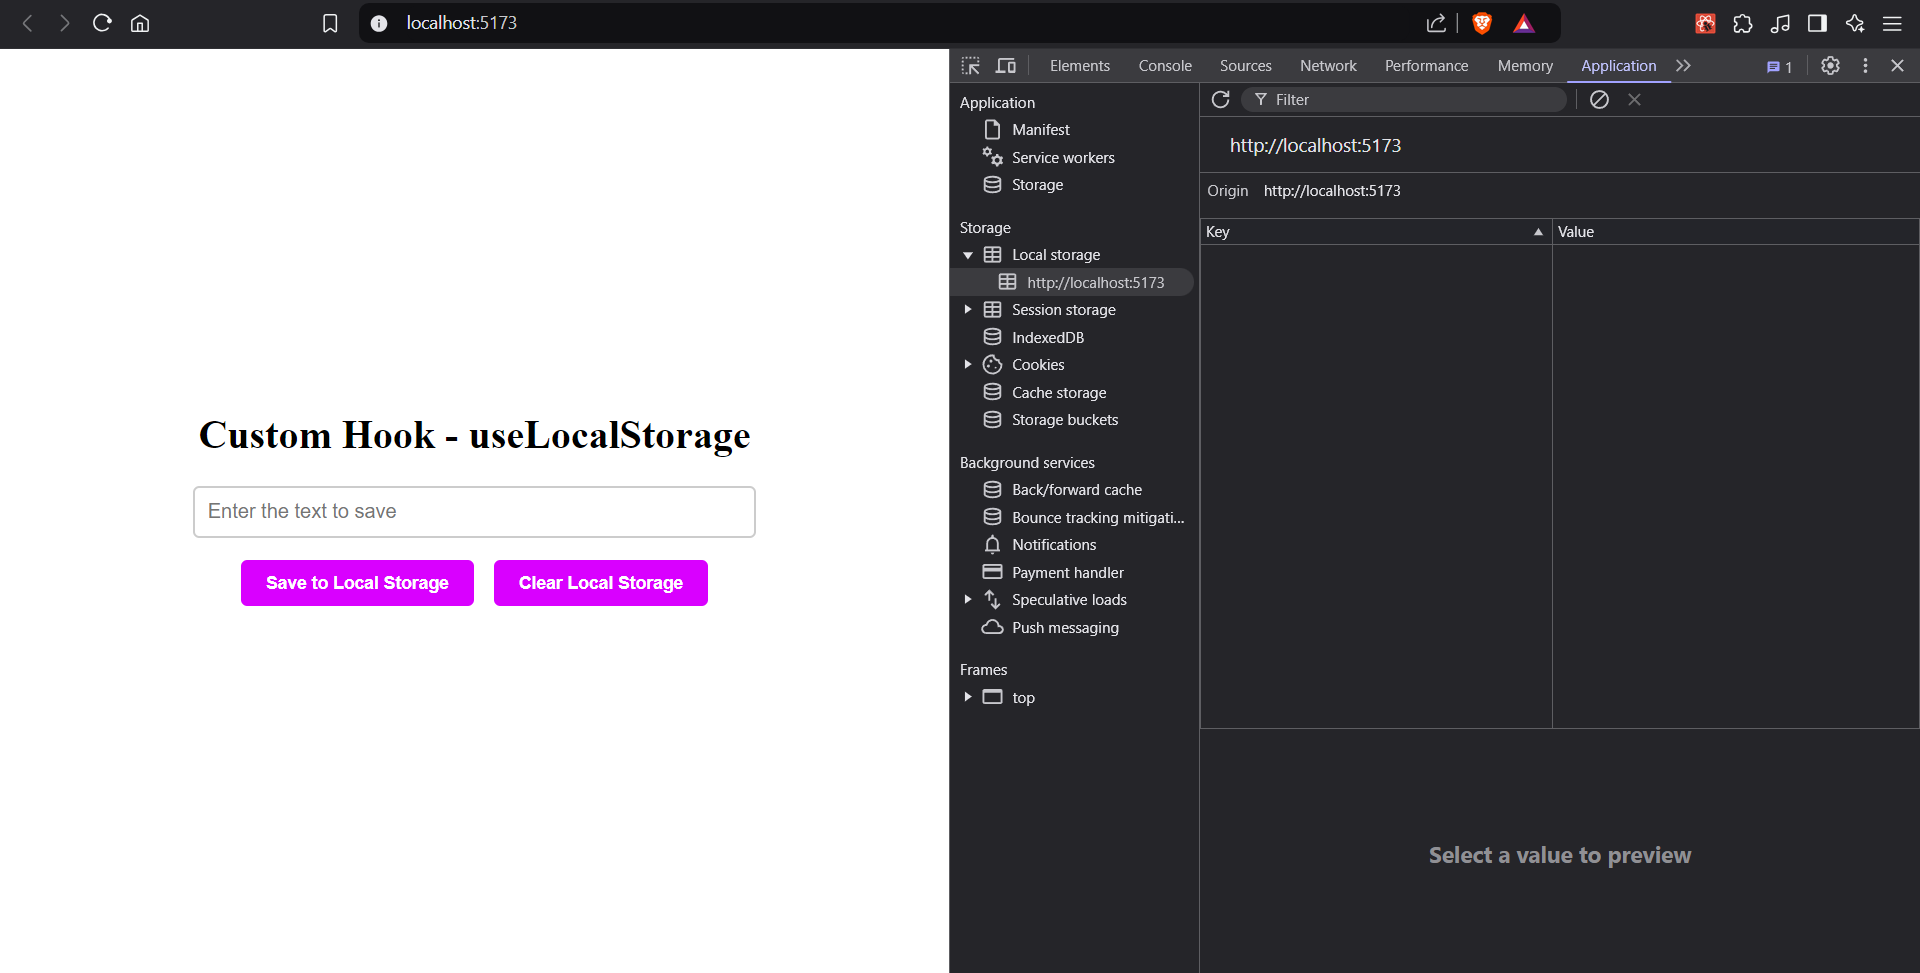 localhost:5173
Elements Console Sources Network Performance Memory Application 1
Application
Manifest
Service workers
Storage
Storage
Local storage
http://localhost:5173
Session storage
IndexedDB
Cookies
Cache storage
Storage buckets
Background services
Back/forward cache
Bounce tracking mitigati...
Notifications
Payment handler
Speculative loads
Push messaging
Frames
top
Filter
http://localhost:5173
Origin http://localhost:5173
Key Value
Select a value to preview
Custom Hook - useLocalStorage
Enter the text to save
Save to Local Storage Clear Local Storage